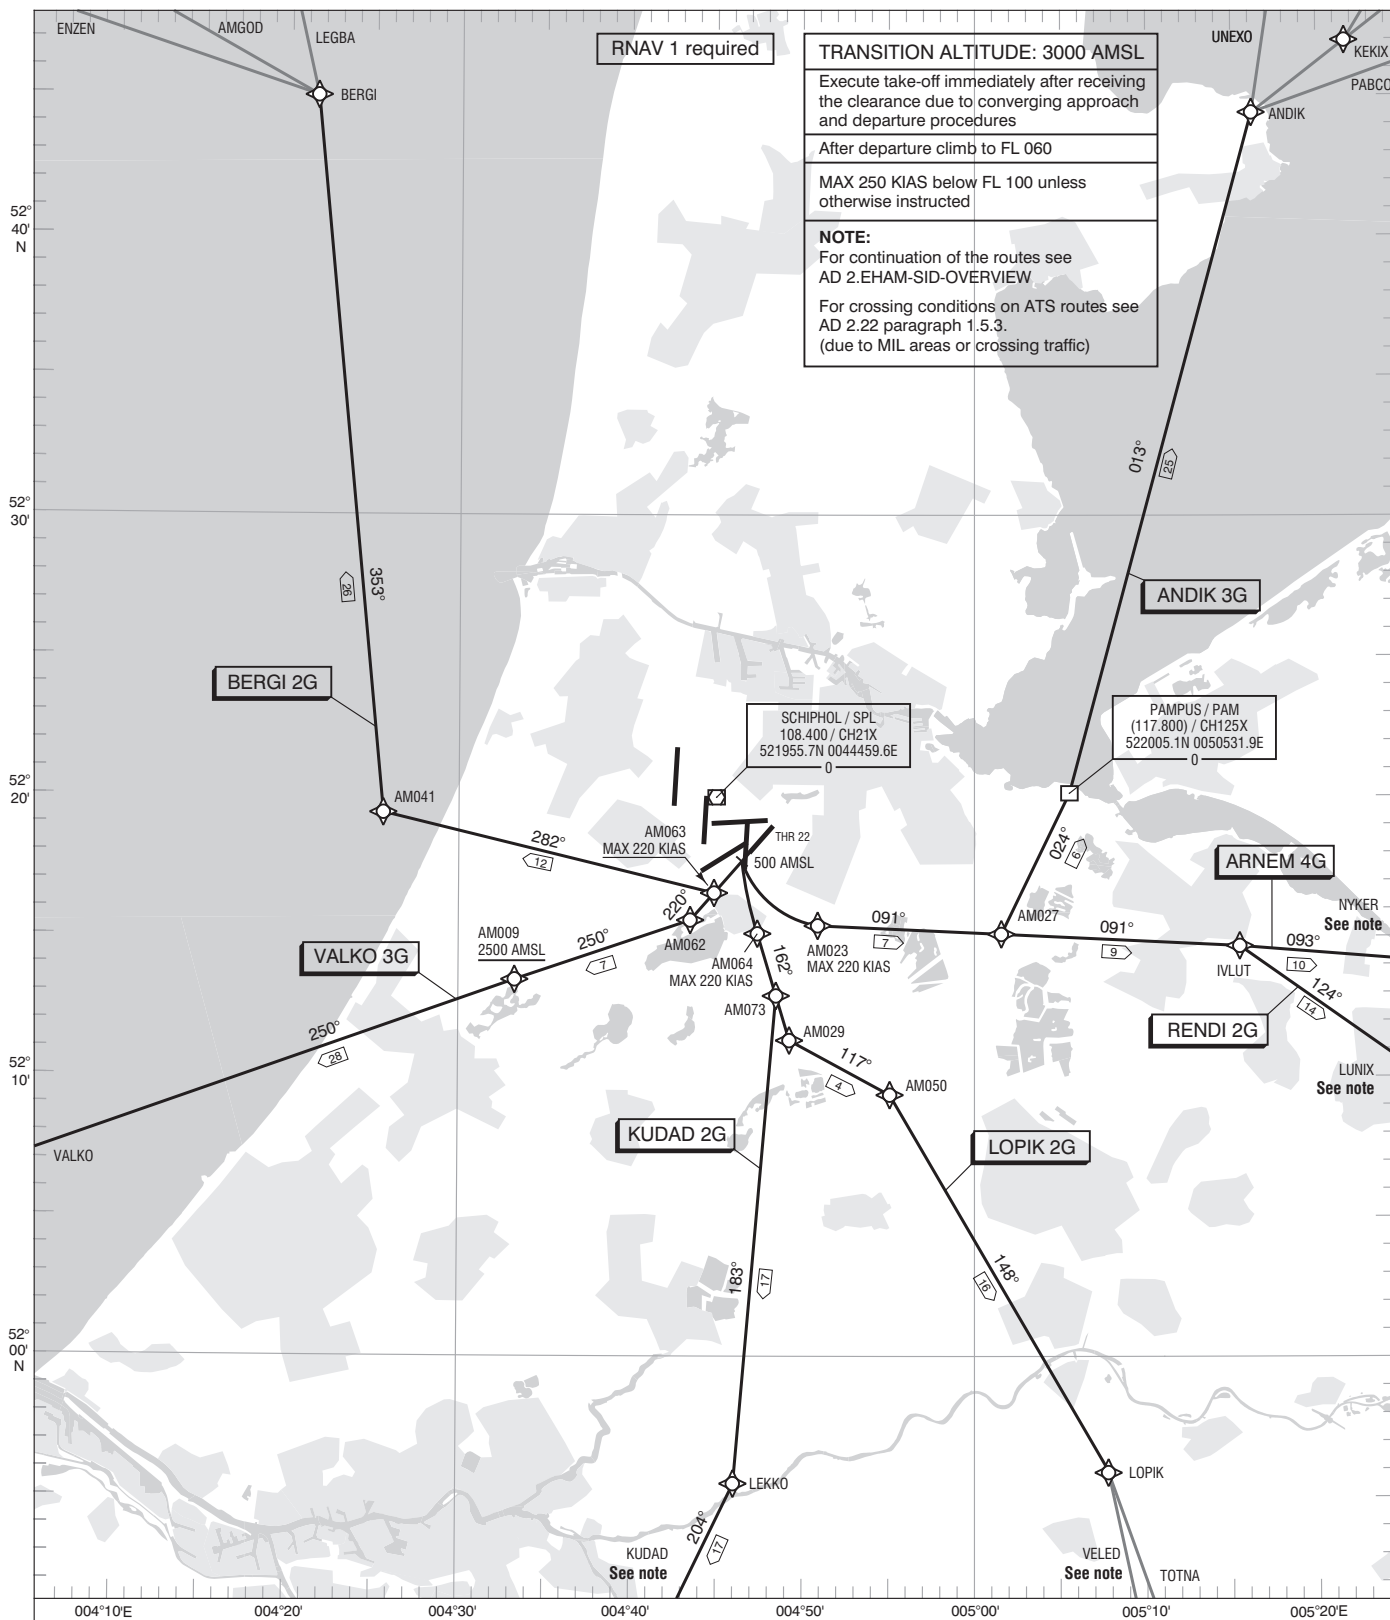 ENZEN
AMGOD
LEGBA
BERGI
RNAV 1 required
TRANSITION ALTITUDE: 3000 AMSL
Execute take-off immediately after receiving
the clearance due to converging approach
and departure procedures
After departure climb to FL 060
MAX 250 KIAS below FL 100 unless
otherwise instructed
NOTE:
For continuation of the routes see
AD 2.EHAM-SID-OVERVIEW
For crossing conditions on ATS routes see
AD 2.22 paragraph 1.5.3.
(due to MIL areas or crossing traffic)
UNEXO
KEKIX
PABCO
ANDIK
52°
40'
N
013°
25
52°
30'
353°
26
ANDIK 3G
BERGI 2G
SCHIPHOL / SPL
108.400 / CH21X
521955.7N 0044459.6E
0
PAMPUS / PAM
(117.800) / CH125X
522005.1N 0050531.9E
0
52°
20'
AM041
282°
12
AM063
MAX 220 KIAS
THR 22
500 AMSL
024°
6
ARNEM 4G
220°
AM062
AM009
2500 AMSL
250°
7
VALKO 3G
AM064
MAX 220 KIAS
162°
091°
7
AM023
MAX 220 KIAS
AM027
091°
9
IVLUT
NYKER
See note
093°
10
124°
14
RENDI 2G
LUNIX
See note
AM073
AM029
117°
4
AM050
250°
28
52°
10'
VALKO
KUDAD 2G
LOPIK 2G
183°
17
148°
16
52°
00'
N
LEKKO
LOPIK
204°
17
KUDAD
See note
VELED
See note
TOTNA
004°10'E
004°20'
004°30'
004°40'
004°50'
005°00'
005°10'
005°20'E